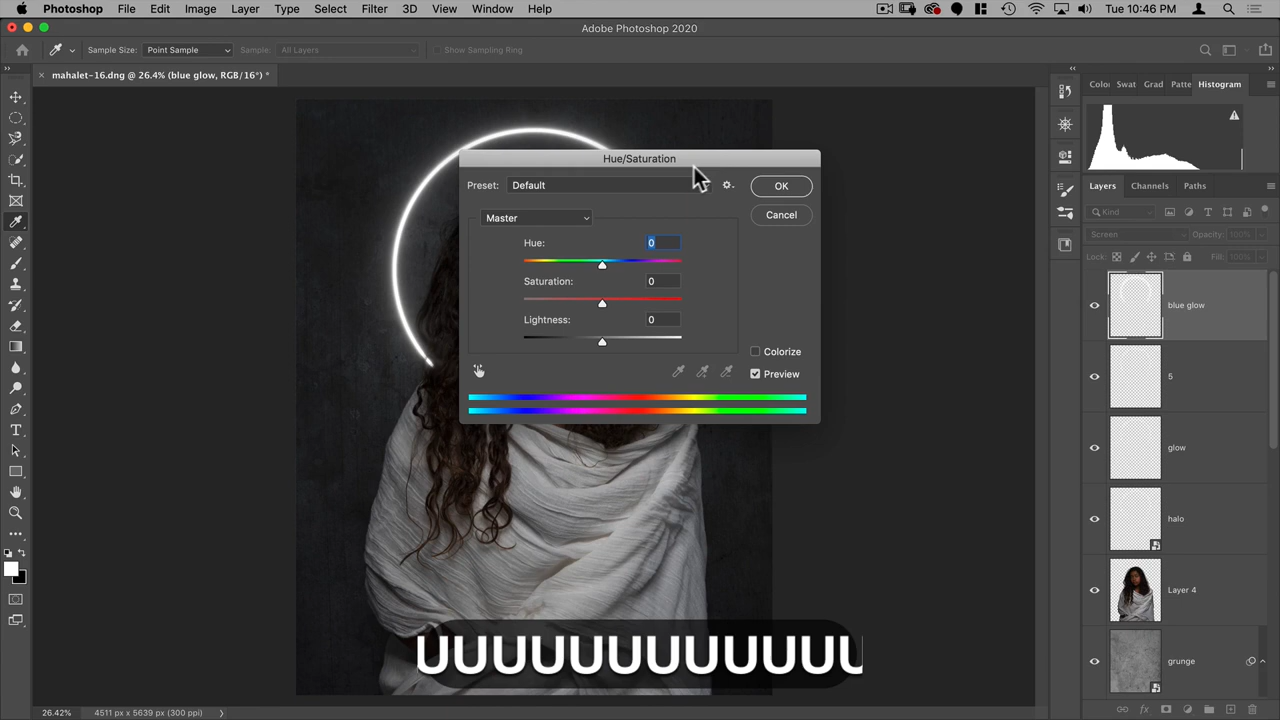 Photoshop File Edit Image Layer Type Select Filter 3D View Window Help Tue 10:46 PM
Adobe Photoshop 2020
Sample Size: Point Sample Sample: All Layers Show Sampling Ring
mahalet-16.dng @ 26.4% (blue glow, RGB/16*) *
Color Swat Grad Patte Histogram
Hue/Saturation
Preset: Default OK
Cancel
Master
Hue: 0
Saturation: 0
Lightness: 0
Colorize
Preview
Layers Channels Paths
Kind
Screen Opacity: 100%
Lock: Fill: 100%
blue glow
5
glow
halo
Layer 4
grunge
UUUUUUUUUUUU
26.42% 4511 px x 5639 px (300 ppi)